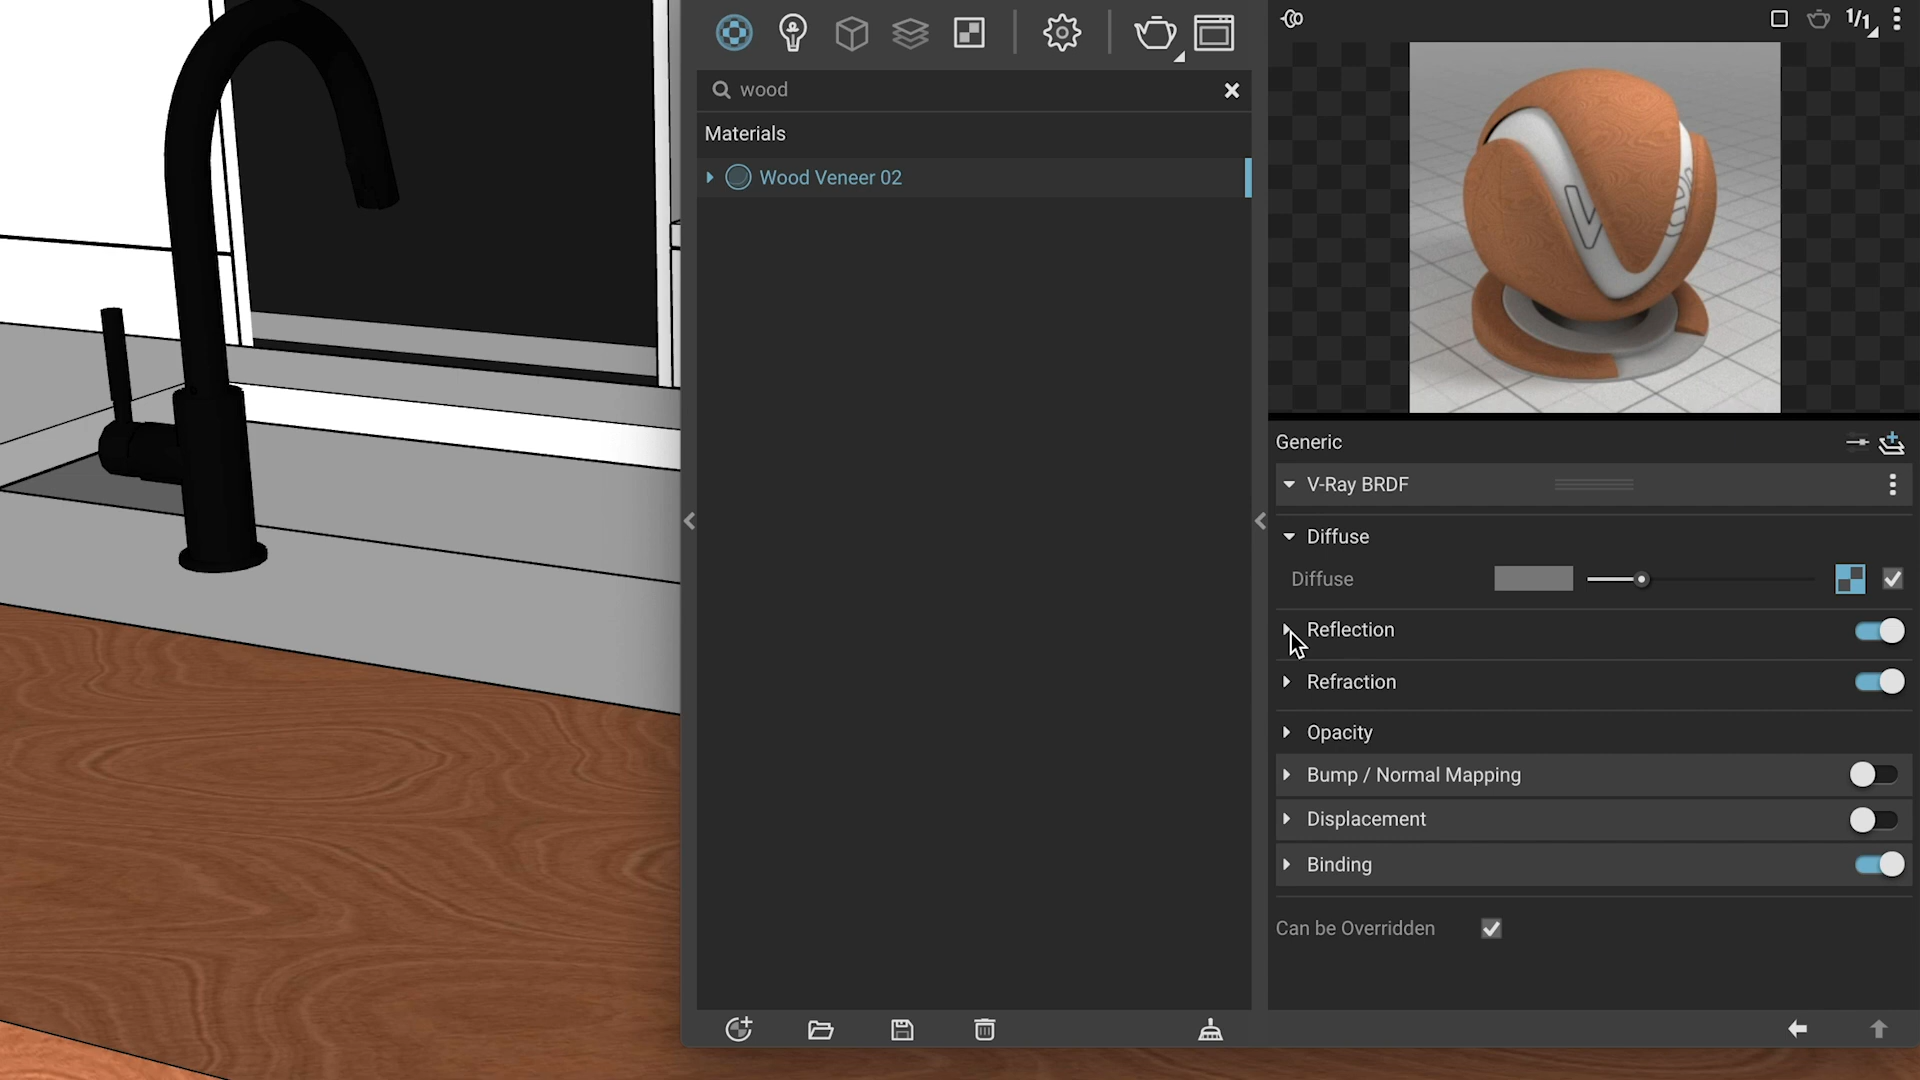 wood
Materials
Wood Veneer 02
1/1
Generic
V-Ray BRDF
Diffuse
Diffuse
Reflection
Refraction
Opacity
Bump / Normal Mapping
Displacement
Binding
Can be Overridden